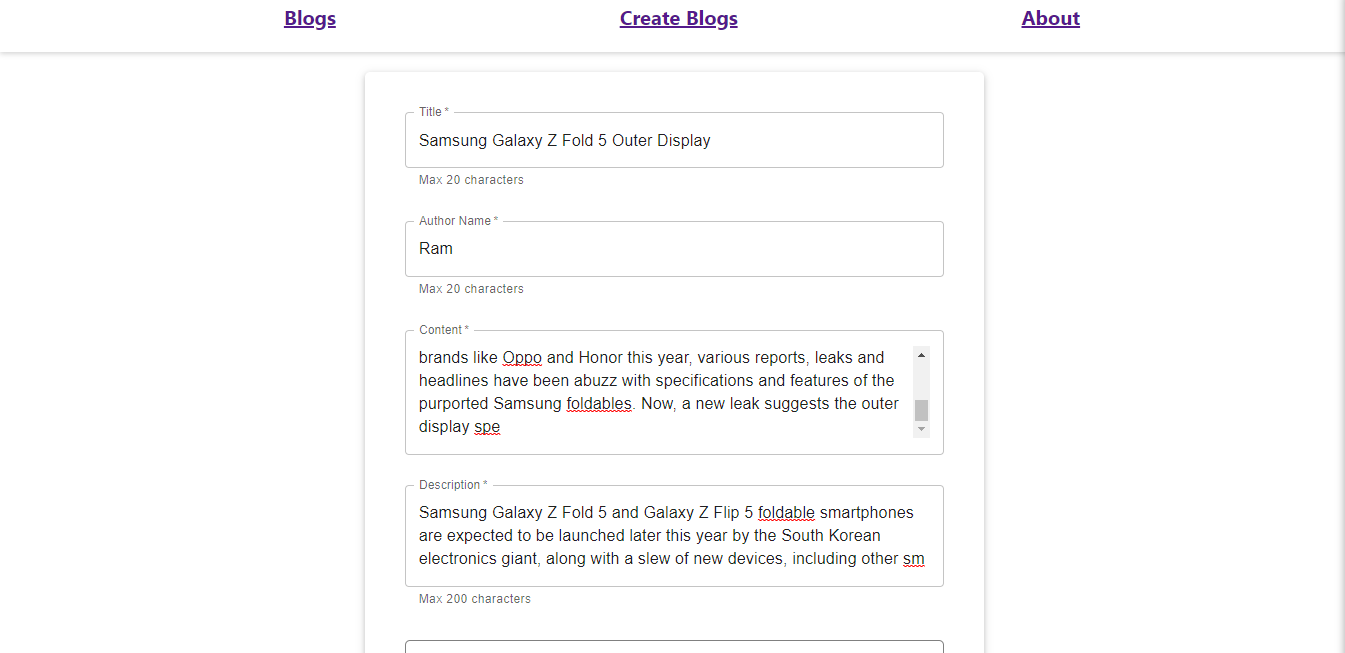 Blogs Create Blogs About
Title *
Samsung Galaxy Z Fold 5 Outer Display
Max 20 characters
Author Name *
Ram
Max 20 characters
Content *
brands like Oppo and Honor this year, various reports, leaks and
headlines have been abuzz with specifications and features of the
purported Samsung foldables. Now, a new leak suggests the outer
display spe
Description *
Samsung Galaxy Z Fold 5 and Galaxy Z Flip 5 foldable smartphones
are expected to be launched later this year by the South Korean
electronics giant, along with a slew of new devices, including other sm
Max 200 characters